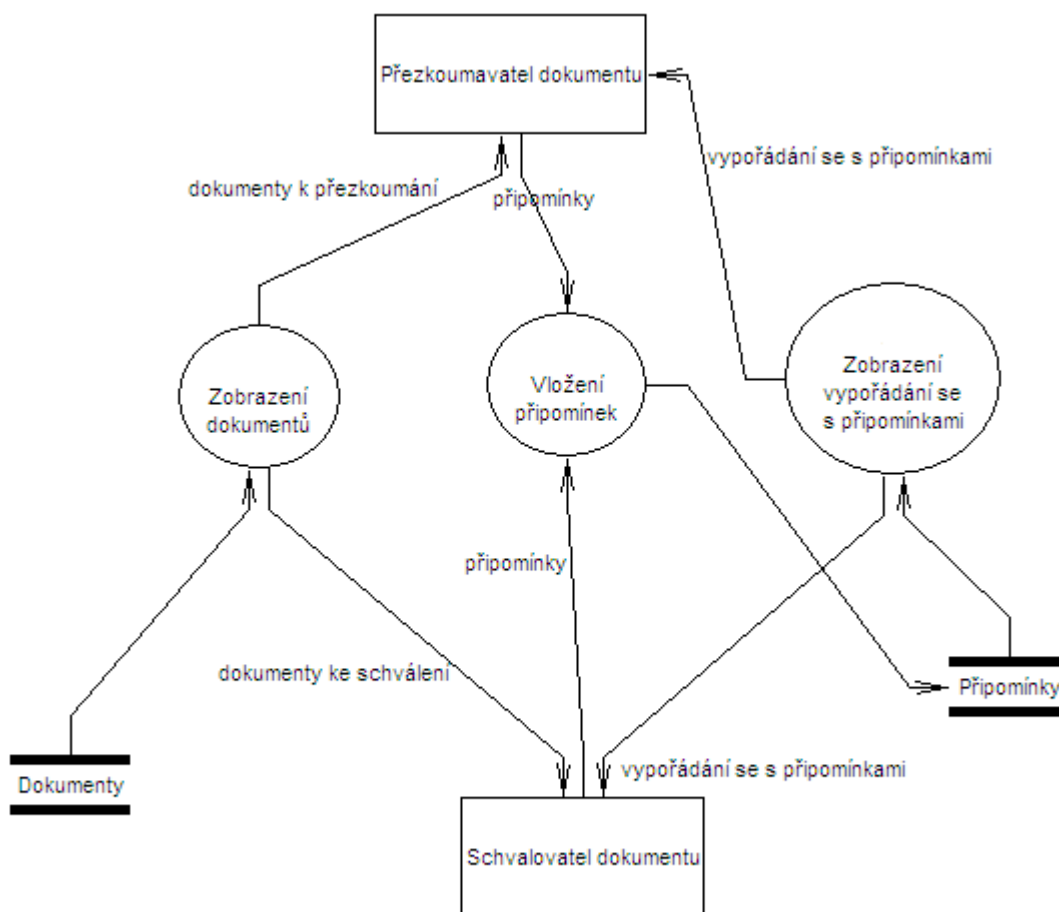 Přezkoumavatel dokumentu
vypořádání se s připomínkami
dokumenty k přezkoumání
připomínky
Zobrazení
dokumentů
Vložení
připomínek
Zobrazení
vypořádání se
s připomínkami
připomínky
dokumenty ke schválení
Připomínky
Dokumenty
vypořádání se s připomínkami
Schvalovatel dokumentu